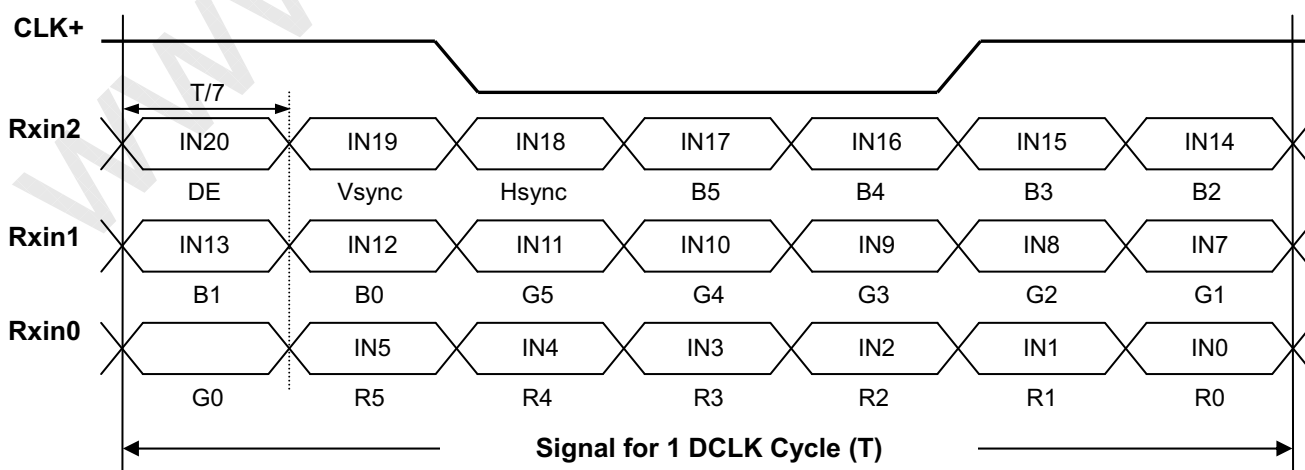 CLK+
T/7
Rxin2 IN20 IN19 IN18 IN17 IN16 IN15 IN14
DE Vsync Hsync B5 B4 B3 B2
Rxin1 IN13 IN12 IN11 IN10 IN9 IN8 IN7
B1 B0 G5 G4 G3 G2 G1
Rxin0 IN5 IN4 IN3 IN2 IN1 IN0
G0 R5 R4 R3 R2 R1 R0
Signal for 1 DCLK Cycle (T)